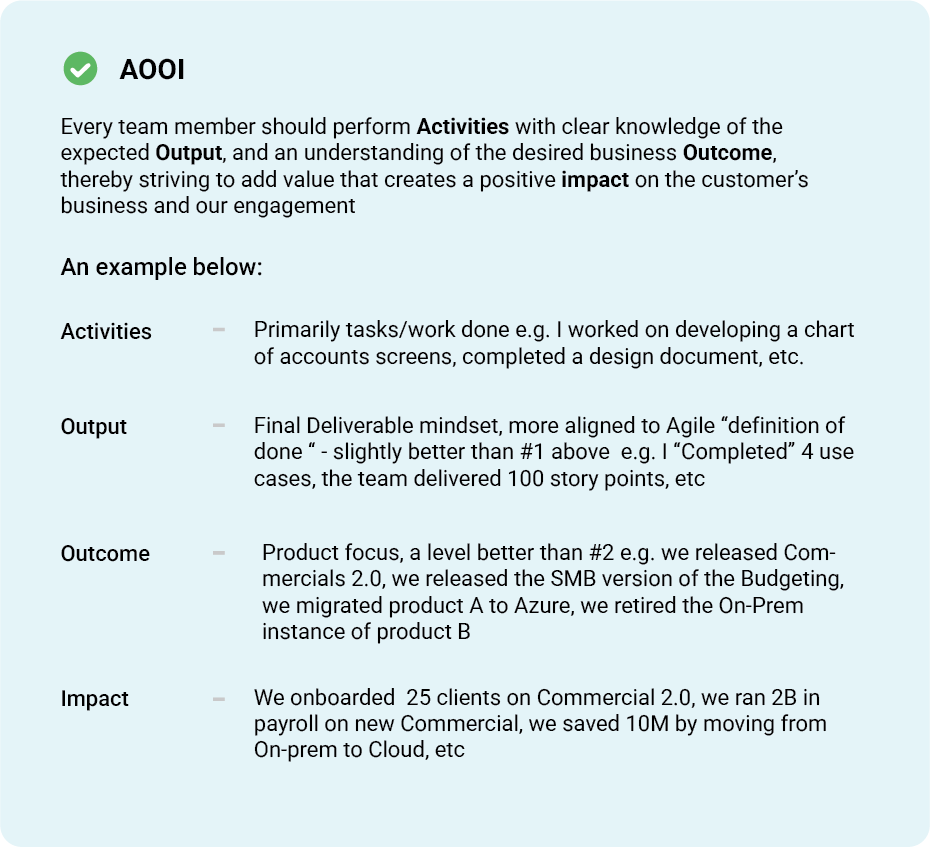 AOOI
Every team member should perform Activities with clear knowledge of the
expected Output, and an understanding of the desired business Outcome,
thereby striving to add value that creates a positive impact on the customer’s
business and our engagement
An example below:
Activities – Primarily tasks/work done e.g. I worked on developing a chart
of accounts screens, completed a design document, etc.
Output – Final Deliverable mindset, more aligned to Agile “definition of
done “ - slightly better than #1 above  e.g. I “Completed” 4 use
cases, the team delivered 100 story points, etc
Outcome – Product focus, a level better than #2 e.g. we released Com-
mercials 2.0, we released the SMB version of the Budgeting,
we migrated product A to Azure, we retired the On-Prem
instance of product B
Impact – We onboarded  25 clients on Commercial 2.0, we ran 2B in
payroll on new Commercial, we saved 10M by moving from
On-prem to Cloud, etc